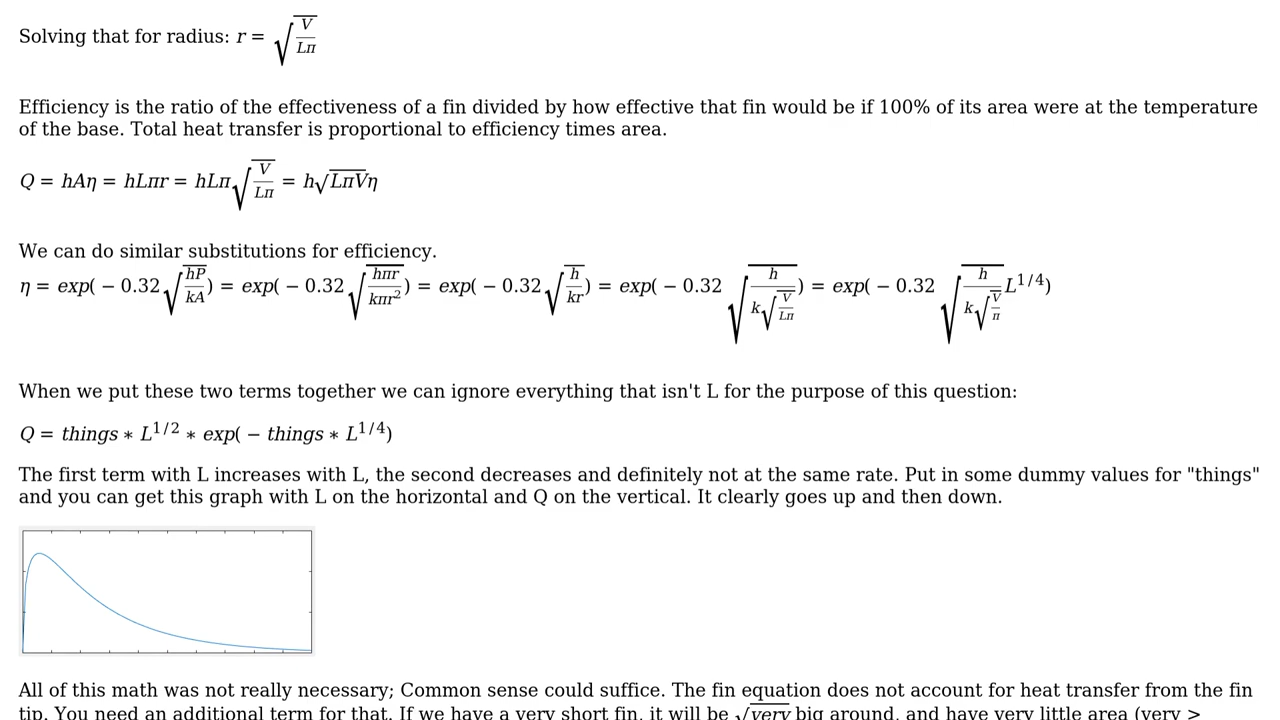 Solving that for radius: r = √(V/Lπ)
Efficiency is the ratio of the effectiveness of a fin divided by how effective that fin would be if 100% of its area were at the temperature
of the base. Total heat transfer is proportional to efficiency times area.
Q = hAη = hLπr = hLπ√(V/Lπ) = h√(LπV)η
We can do similar substitutions for efficiency.
η = exp( − 0.32√(hP/kA)) = exp( − 0.32√(hπr/kπr²)) = exp( − 0.32√(h/kr)) = exp( − 0.32 √(h/k√(V/Lπ))) = exp( − 0.32 √(h/k√(V/π))L^1/4)
When we put these two terms together we can ignore everything that isn't L for the purpose of this question:
Q = things * L^1/2 * exp( − things * L^1/4)
The first term with L increases with L, the second decreases and definitely not at the same rate. Put in some dummy values for "things"
and you can get this graph with L on the horizontal and Q on the vertical. It clearly goes up and then down.
All of this math was not really necessary; Common sense could suffice. The fin equation does not account for heat transfer from the fin
tip. You need an additional term for that. If we have a very short fin, it will be √very big around, and have very little area (very >